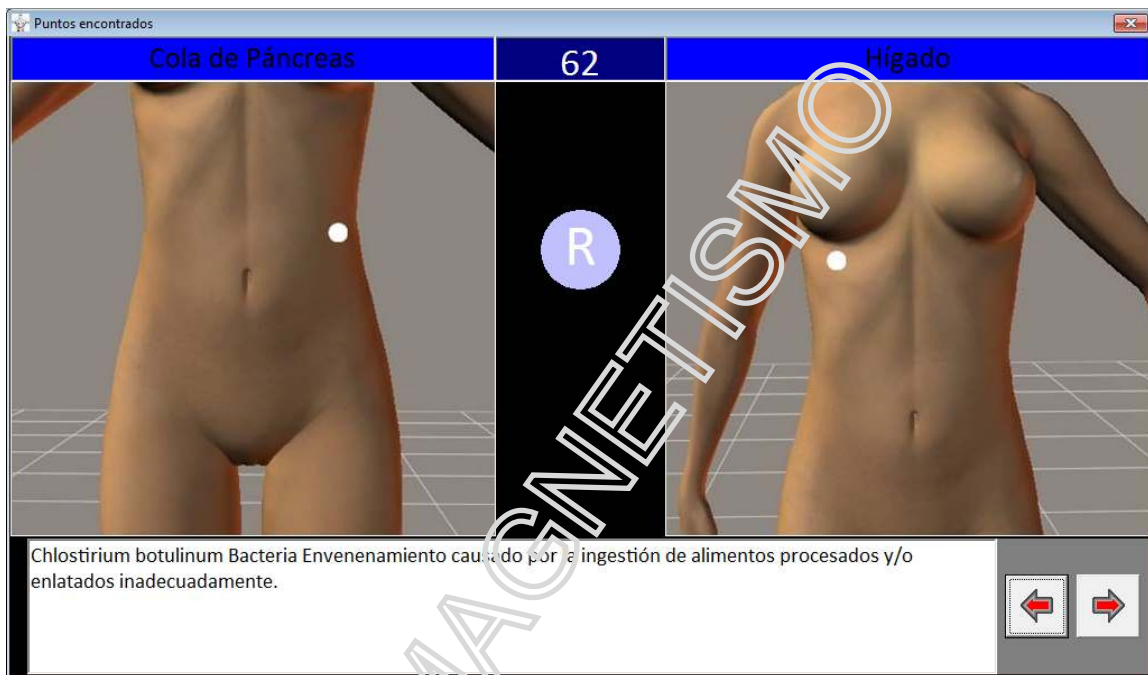 Puntos encontrados
Cola de Páncreas
62
Hígado
R
Chlostirium botulinum Bacteria Envenenamiento causado por la ingestión de alimentos procesados y/o
enlatados inadecuadamente.
MAGNETISMO